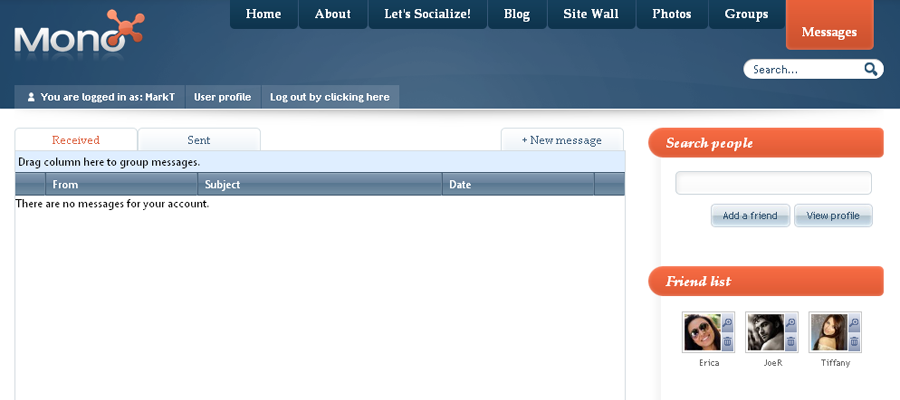 Mono
Home About Let's Socialize! Blog Site Wall Photos Groups Messages
Search...
You are logged in as: MarkT User profile Log out by clicking here
Received Sent + New message
Search people
Drag column here to group messages.
From Subject Date
There are no messages for your account.
Add a friend View profile
Friend list
Erica JoeR Tiffany